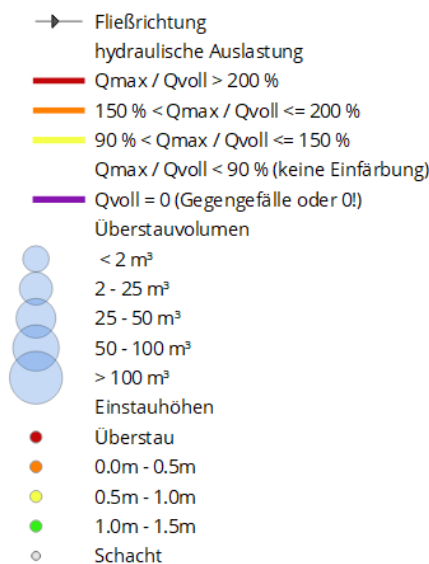 Fließrichtung
hydraulische Auslastung
Qmax / Qvoll > 200 %
150 % < Qmax / Qvoll <= 200 %
90 % < Qmax / Qvoll <= 150 %
Qmax / Qvoll < 90 % (keine Einfärbung)
Qvoll = 0 (Gegengefälle oder 0!)
Überstauvolumen
< 2 m³
2 - 25 m³
25 - 50 m³
50 - 100 m³
> 100 m³
Einstauhöhen
Überstau
0.0m - 0.5m
0.5m - 1.0m
1.0m - 1.5m
Schacht